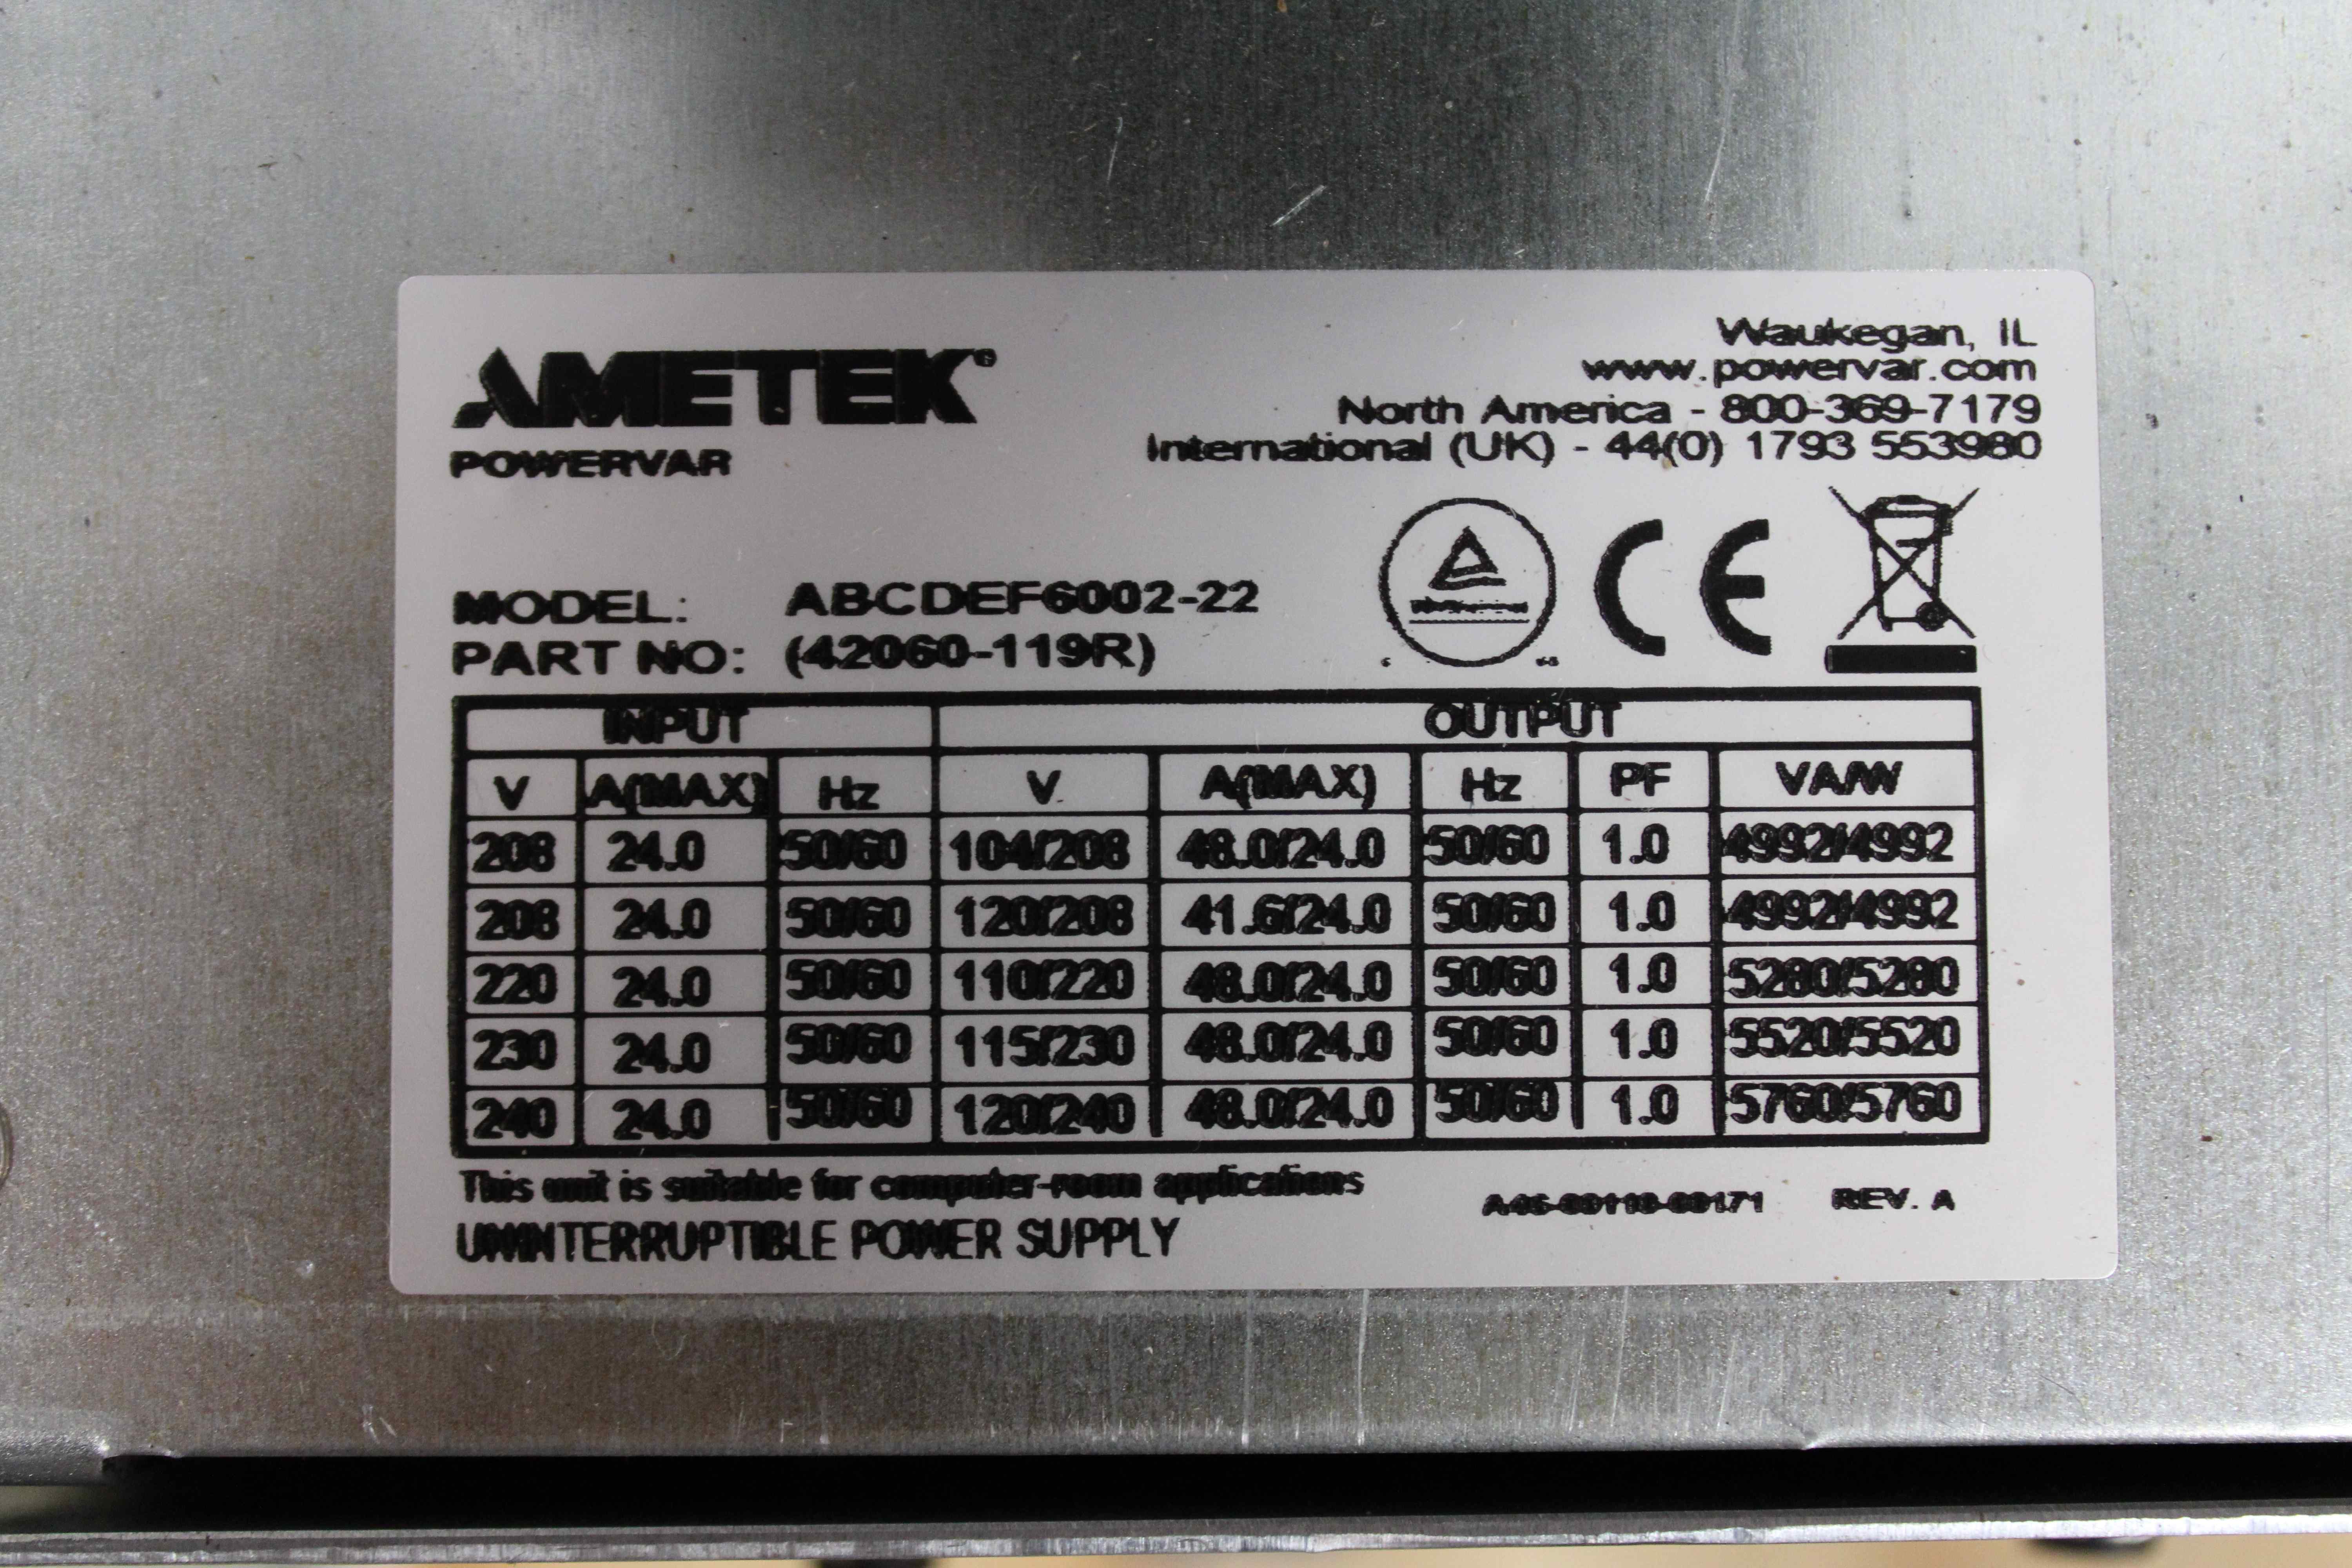 AMETEK®
POWERVAR
Waukegan, IL
www.powervar.com
North America - 800-369-7179
International (UK) - 44(0) 1793 553980
MODEL: ABCDEF6002-22
PART NO: (42060-119R)
CE
INPUT OUTPUT
V A(MAX) Hz V A(MAX) Hz PF VA/W
208 24.0 50/60 104/208 48.0/24.0 50/60 1.0 4992/4992
208 24.0 50/60 120/208 41.6/24.0 50/60 1.0 4992/4992
220 24.0 50/60 110/220 48.0/24.0 50/60 1.0 5280/5280
230 24.0 50/60 115/230 48.0/24.0 50/60 1.0 5520/5520
240 24.0 50/60 120/240 48.0/24.0 50/60 1.0 5760/5760
This unit is suitable for computer-room applications
REV. A
UNINTERRUPTIBLE POWER SUPPLY